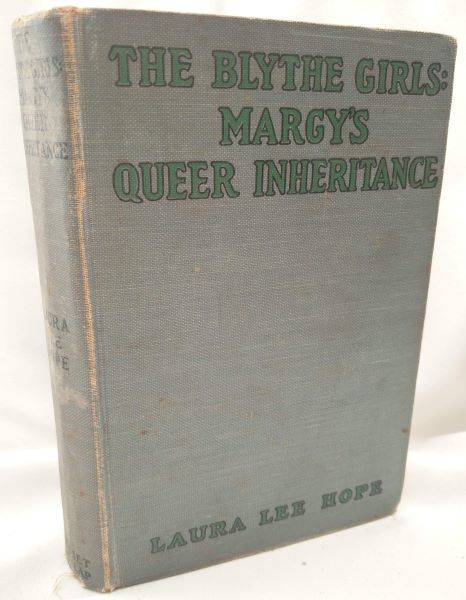 THE BLYTHE GIRLS:
MARGY'S
QUEER INHERITANCE
LAURA LEE HOPE